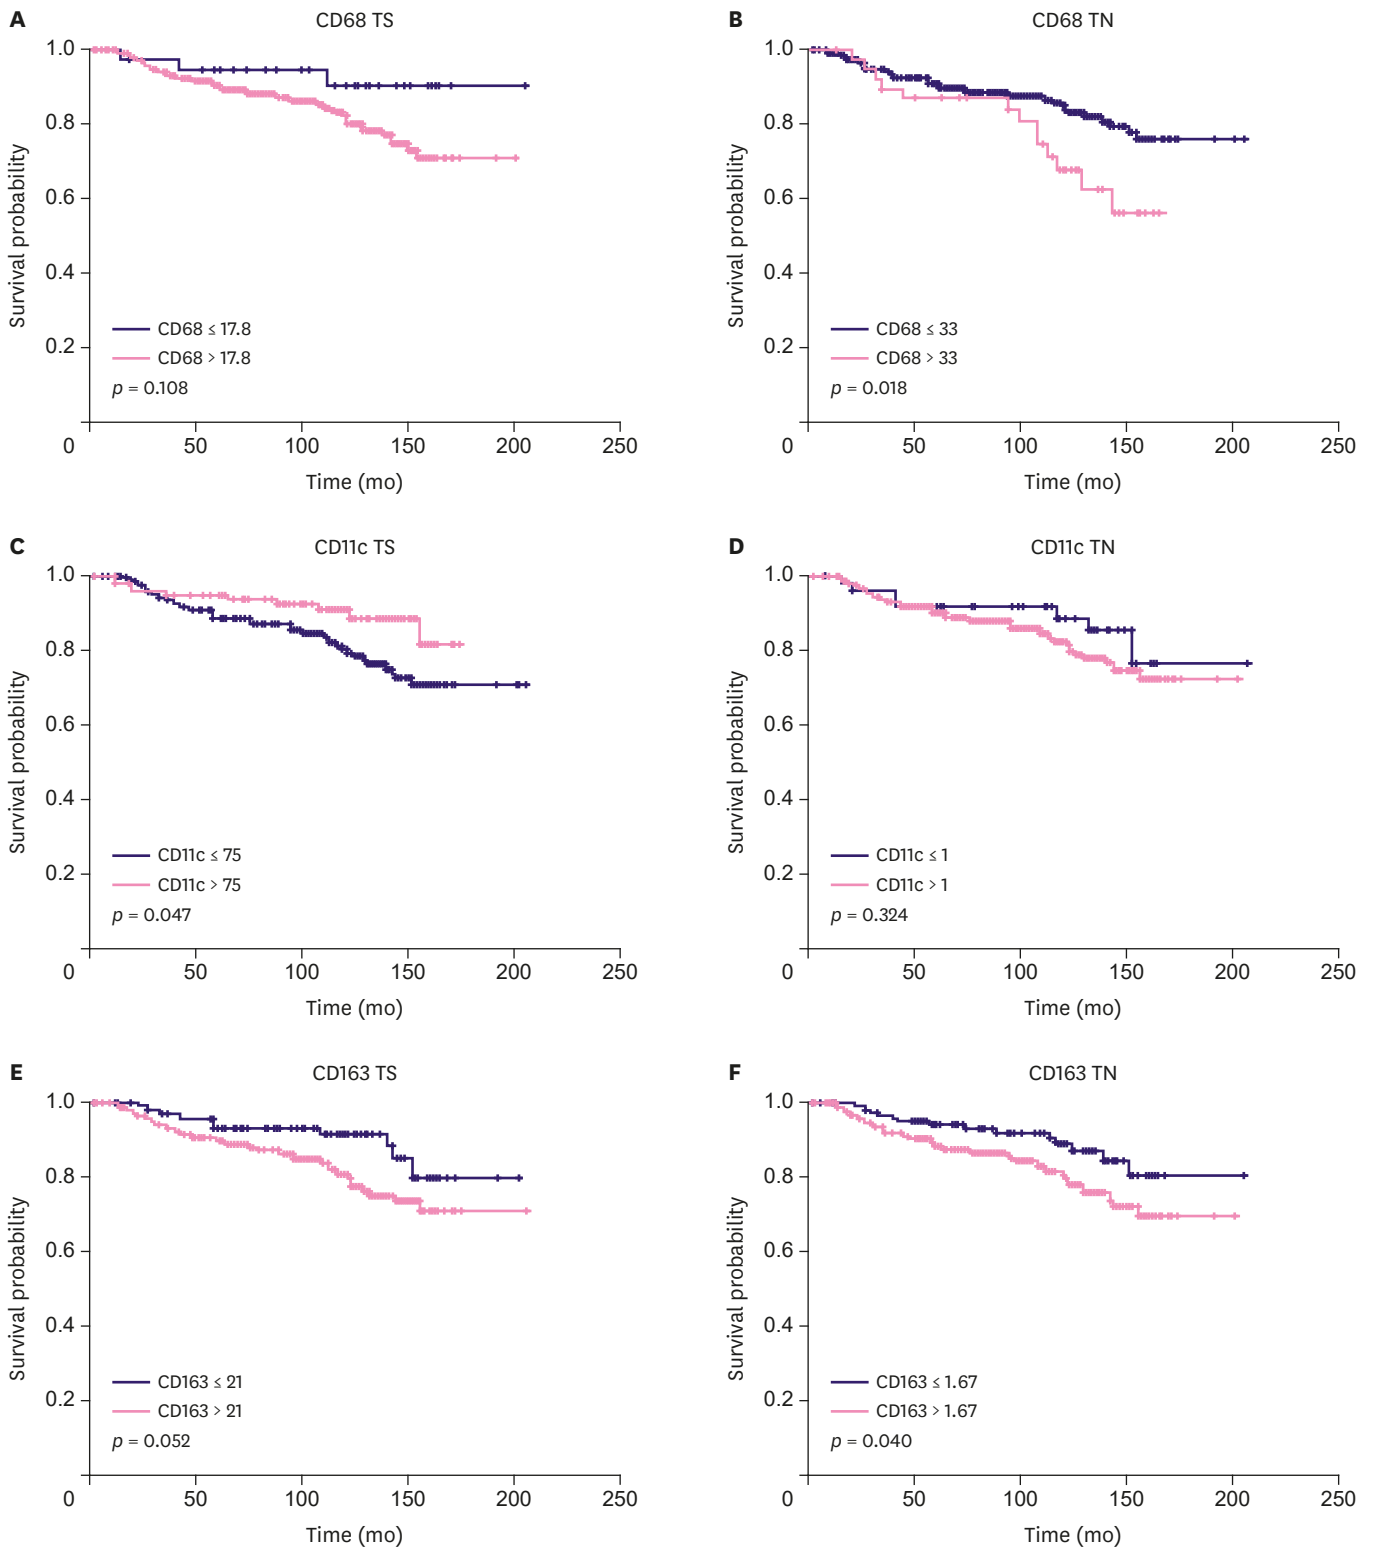 A
CD68 TS
1.0
0.8
0.6
0.4
0.2
Survival probability
CD68 ≤ 17.8
CD68 > 17.8
p = 0.108
0 50 100 150 200 250
Time (mo)
B
CD68 TN
1.0
0.8
0.6
0.4
0.2
Survival probability
CD68 ≤ 33
CD68 > 33
p = 0.018
0 50 100 150 200 250
Time (mo)
C
CD11c TS
1.0
0.8
0.6
0.4
0.2
Survival probability
CD11c ≤ 75
CD11c > 75
p = 0.047
0 50 100 150 200 250
Time (mo)
D
CD11c TN
1.0
0.8
0.6
0.4
0.2
Survival probability
CD11c ≤ 1
CD11c > 1
p = 0.324
0 50 100 150 200 250
Time (mo)
E
CD163 TS
1.0
0.8
0.6
0.4
0.2
Survival probability
CD163 ≤ 21
CD163 > 21
p = 0.052
0 50 100 150 200 250
Time (mo)
F
CD163 TN
1.0
0.8
0.6
0.4
0.2
Survival probability
CD163 ≤ 1.67
CD163 > 1.67
p = 0.040
0 50 100 150 200 250
Time (mo)